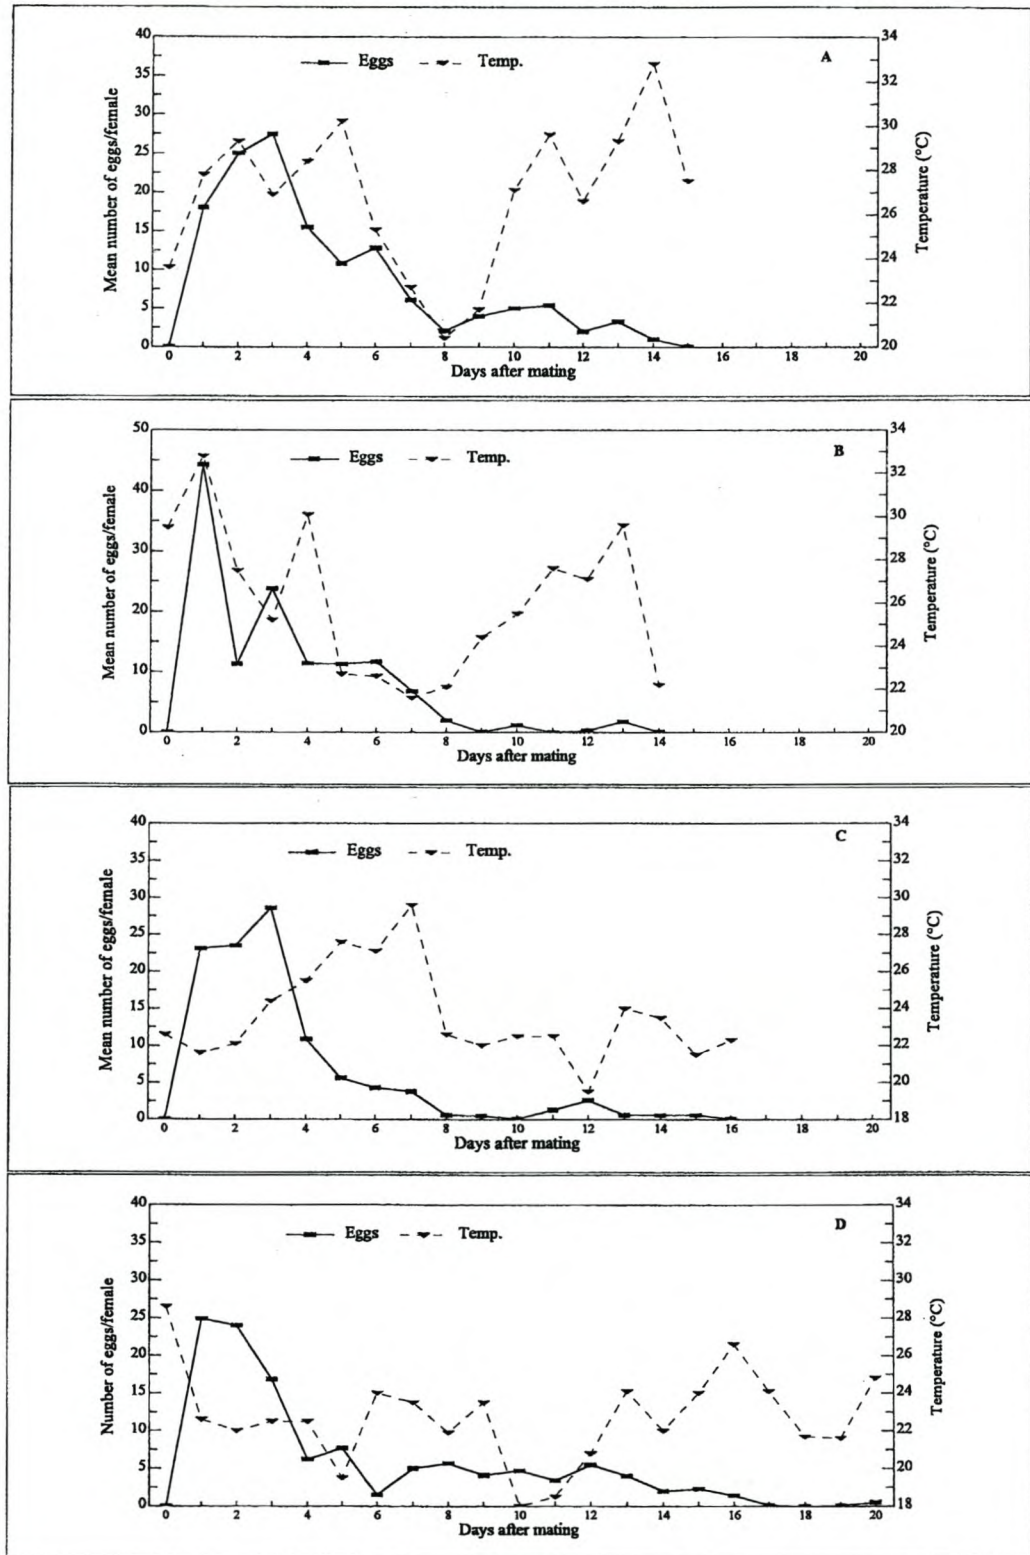 A
Eggs Temp.
Mean number of eggs/female
40
35
30
25
20
15
10
5
0
Temperature (°C)
34
32
30
28
26
24
22
20
0 2 4 6 8 10 12 14 16 18 20
Days after mating
B
Eggs Temp.
Mean number of eggs/female
50
40
30
20
10
0
Temperature (°C)
34
32
30
28
26
24
22
20
0 2 4 6 8 10 12 14 16 18 20
Days after mating
C
Eggs Temp.
Mean number of eggs/female
40
35
30
25
20
15
10
5
0
Temperature (°C)
34
32
30
28
26
24
22
20
18
0 2 4 6 8 10 12 14 16 18 20
Days after mating
D
Eggs Temp.
Number of eggs/female
40
35
30
25
20
15
10
5
0
Temperature (°C)
34
32
30
28
26
24
22
20
18
0 2 4 6 8 10 12 14 16 18 20
Days after mating